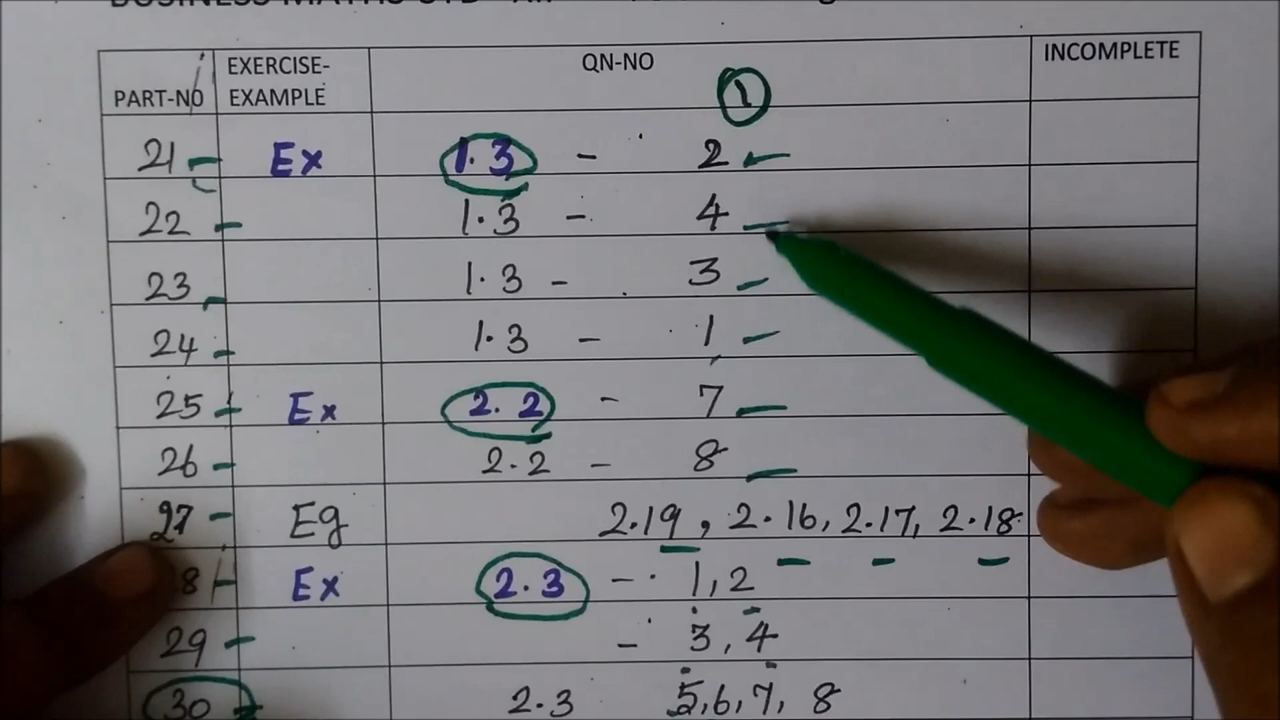 PART-NO EXERCISE-EXAMPLE QN-NO INCOMPLETE
1
21 Ex 1.3 - 2
22 1.3 - 4
23 1.3 - 3
24 1.3 - 1
25 Ex 2.2 - 7
26 2.2 - 8
27 Eg 2.19, 2.16, 2.17, 2.18
8 Ex 2.3 - 1,2
29 - 3,4
30 2.3 5,6,7,8